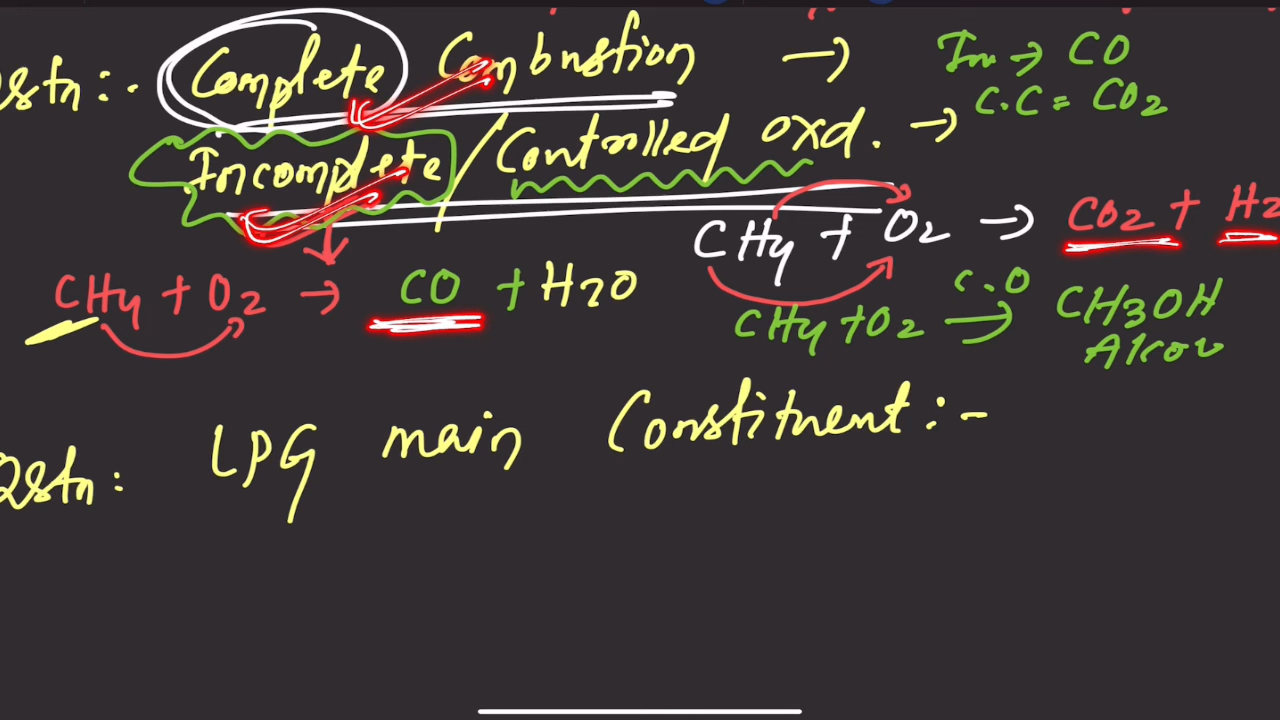 Qstn:- Complete Combustion → In → CO
C.C = CO2
Incomplete / Controlled oxd. →
CH4 + O2 → CO2 + H2
CH4 + O2 → CO + H2O
CH4 + O2 C.O → CH3OH
Qstn: LPG main Constituent:-